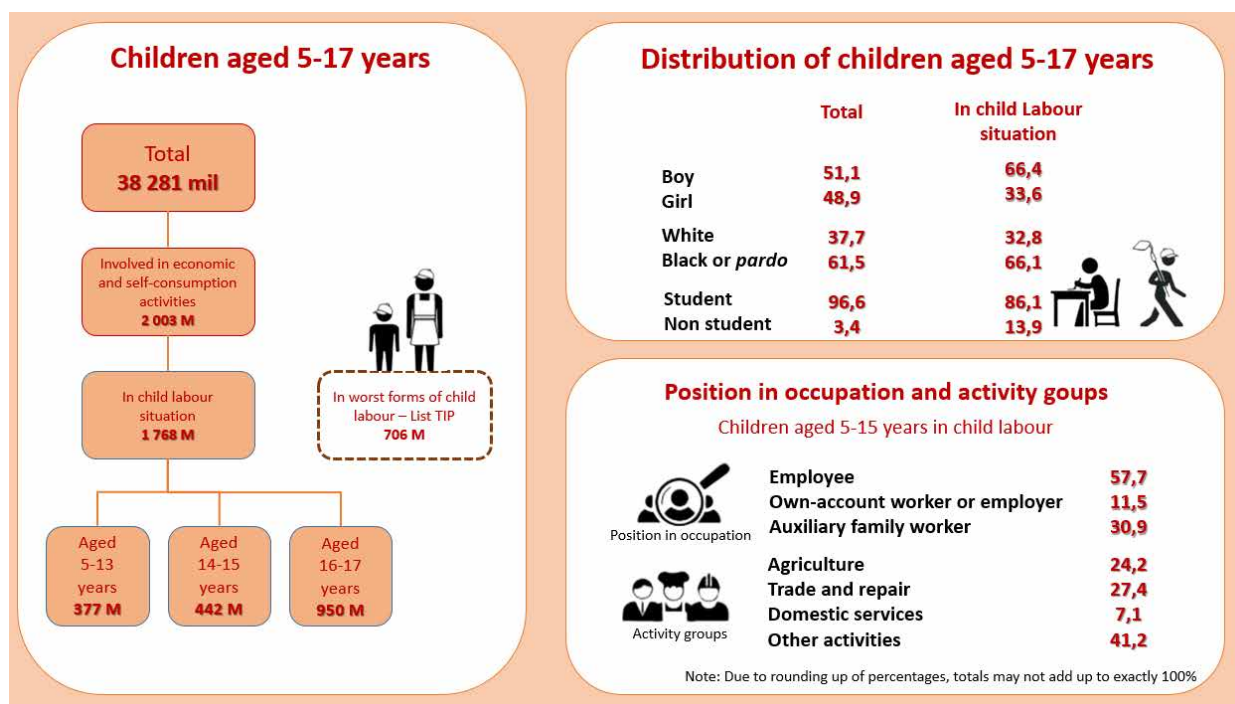 Children aged 5-17 years
Total
38 281 mil
Involved in economic
and self-consumption
activities
2 003 M
In child labour
situation
1 768 M
In worst forms of child
labour – List TIP
706 M
Aged
5-13
years
377 M
Aged
14-15
years
442 M
Aged
16-17
years
950 M
Distribution of children aged 5-17 years
Total
In child Labour
situation
Boy 51,1 66,4
Girl 48,9 33,6
White 37,7 32,8
Black or pardo 61,5 66,1
Student 96,6 86,1
Non student 3,4 13,9
Position in occupation and activity goups
Children aged 5-15 years in child labour
Position in occupation
Employee 57,7
Own-account worker or employer 11,5
Auxiliary family worker 30,9
Activity groups
Agriculture 24,2
Trade and repair 27,4
Domestic services 7,1
Other activities 41,2
Note: Due to rounding up of percentages, totals may not add up to exactly 100%